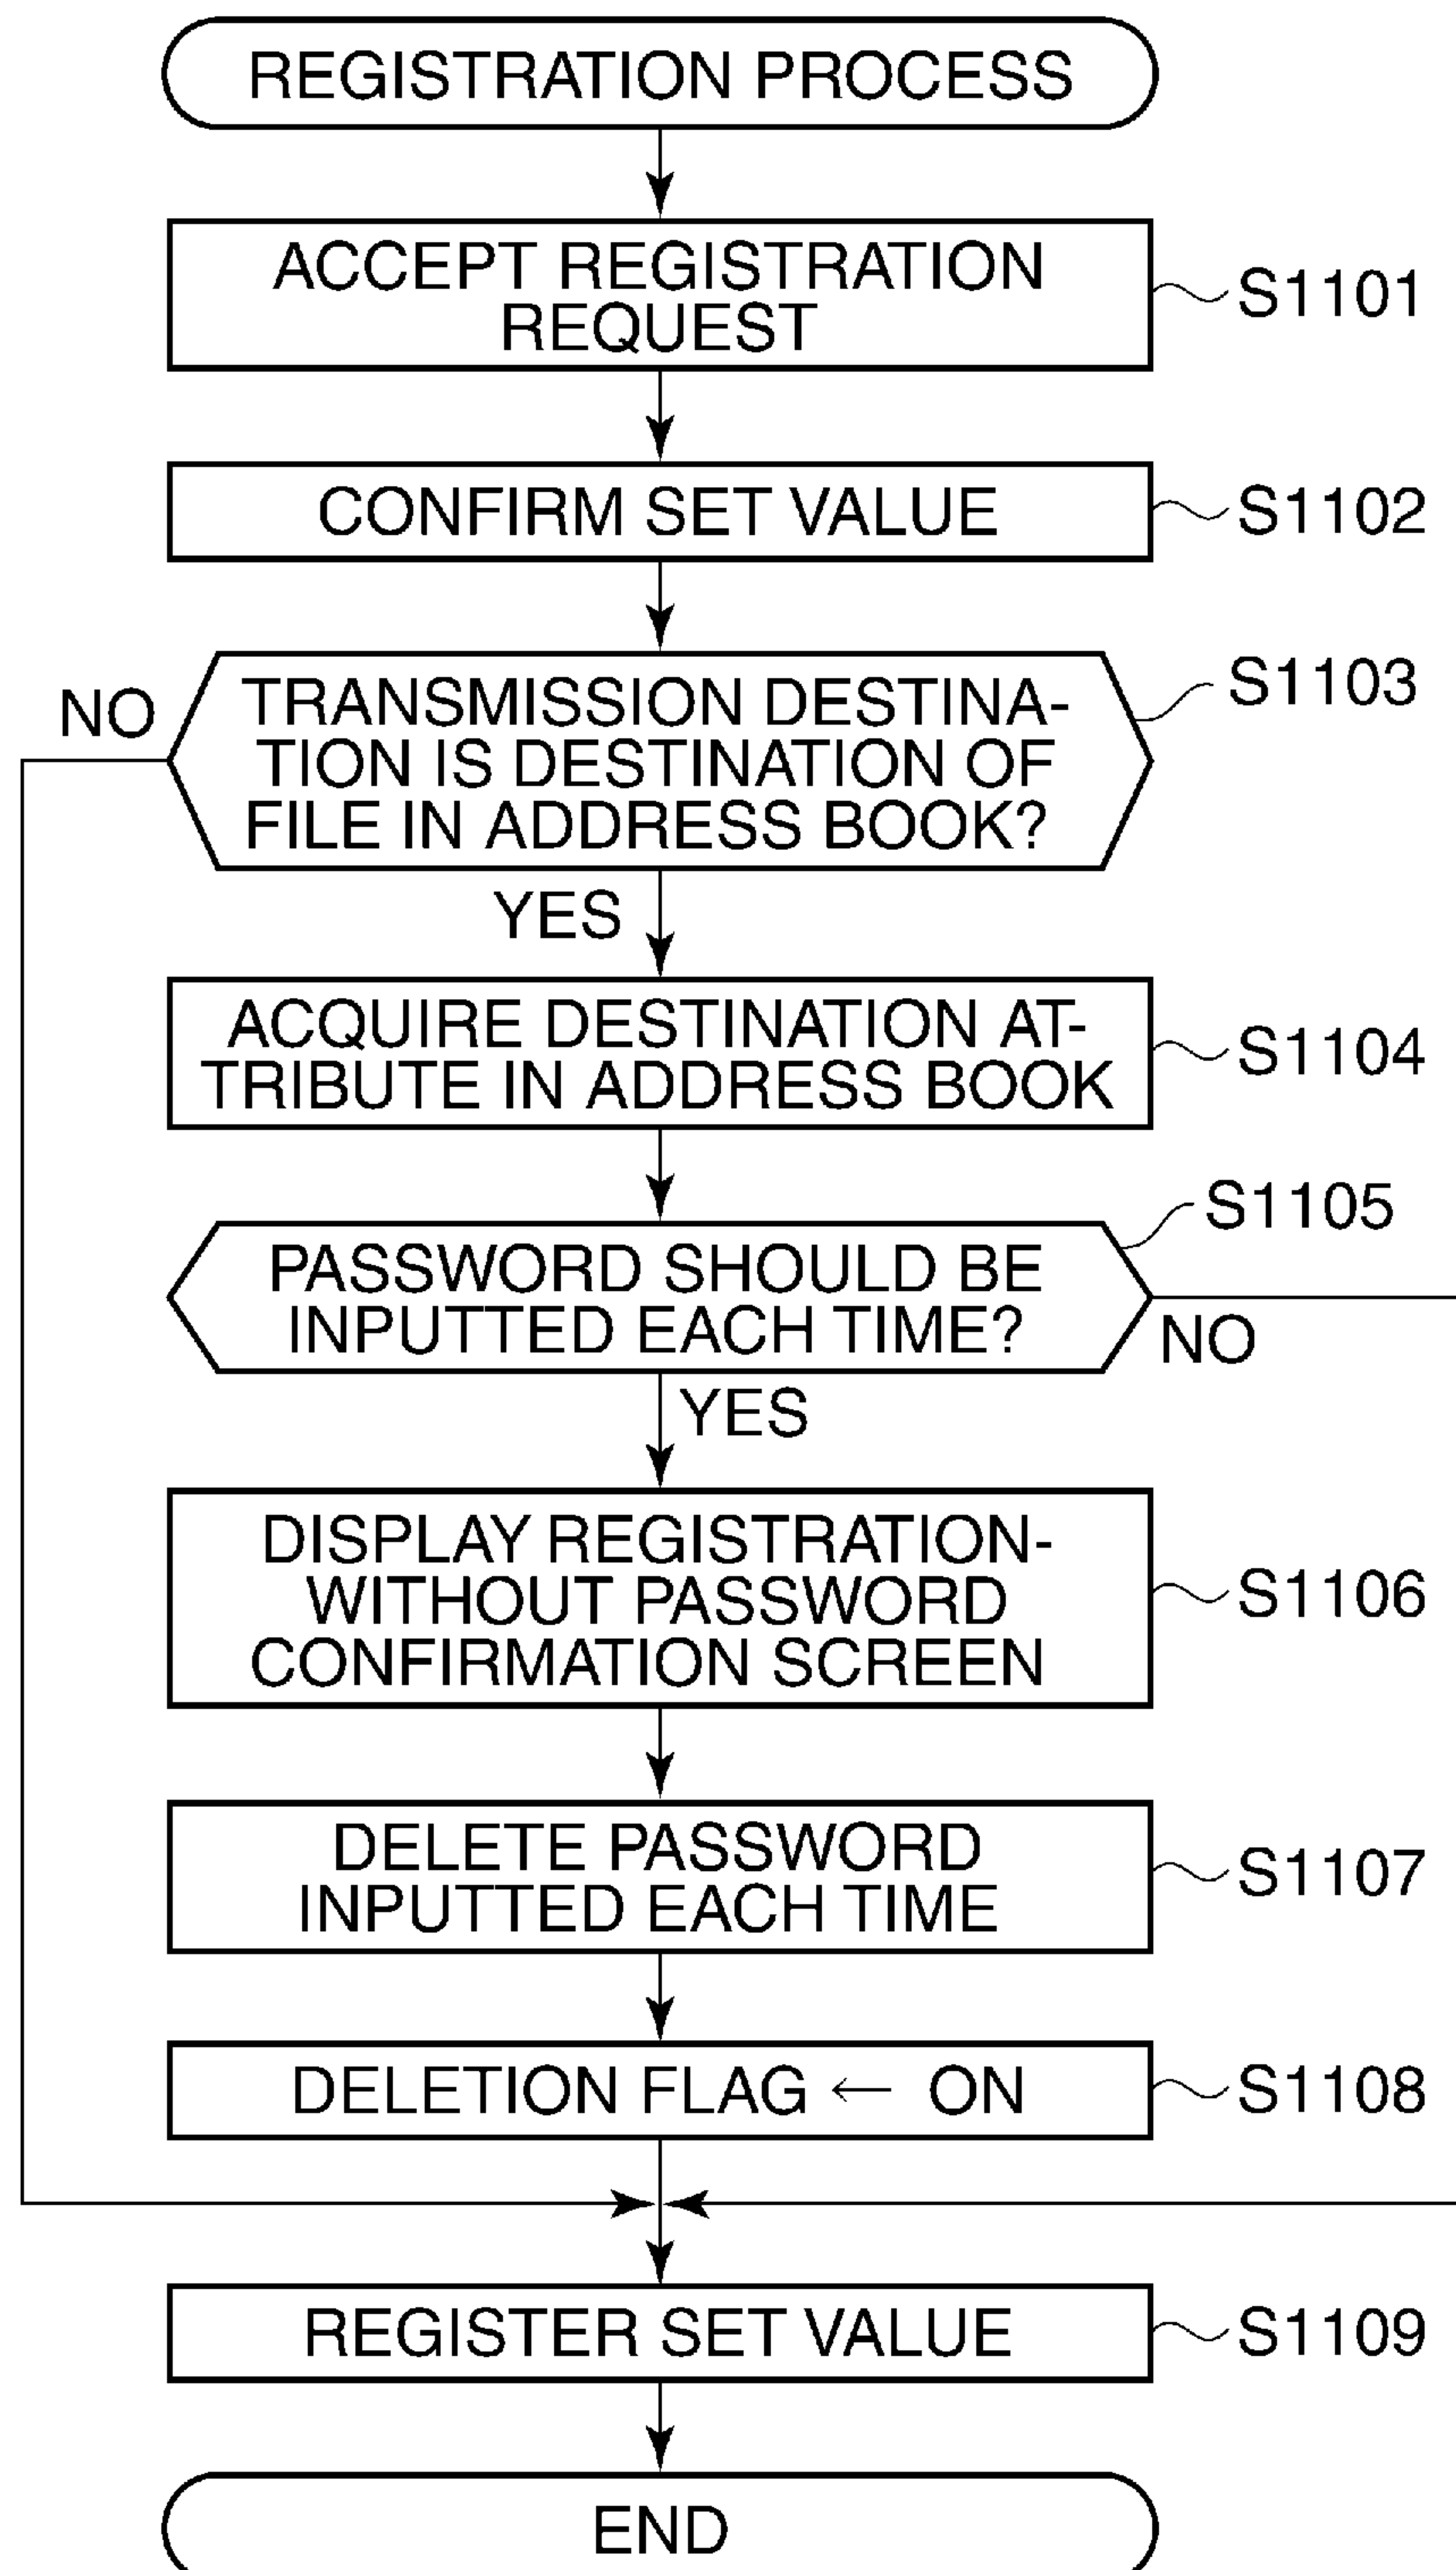 REGISTRATION PROCESS
ACCEPT REGISTRATION
REQUEST
S1101
CONFIRM SET VALUE
S1102
NO
TRANSMISSION DESTINA-
TION IS DESTINATION OF
FILE IN ADDRESS BOOK?
S1103
YES
ACQUIRE DESTINATION AT-
TRIBUTE IN ADDRESS BOOK
S1104
PASSWORD SHOULD BE
INPUTTED EACH TIME?
S1105
NO
YES
DISPLAY REGISTRATION-
WITHOUT PASSWORD
CONFIRMATION SCREEN
S1106
DELETE PASSWORD
INPUTTED EACH TIME
S1107
DELETION FLAG ← ON
S1108
REGISTER SET VALUE
S1109
END